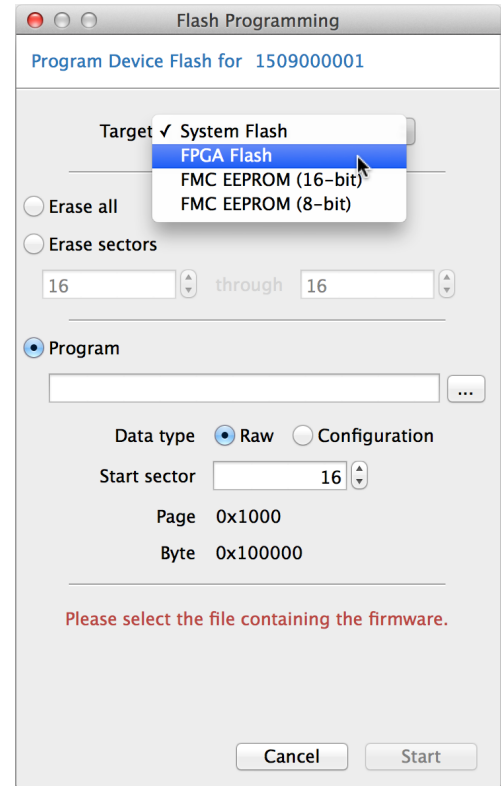 Flash Programming
Program Device Flash for 1509000001
Target ✓ System Flash
FPGA Flash
FMC EEPROM (16-bit)
FMC EEPROM (8-bit)
Erase all
Erase sectors
16 through 16
Program
...
Data type Raw Configuration
Start sector 16
Page 0x1000
Byte 0x100000
Please select the file containing the firmware.
Cancel Start